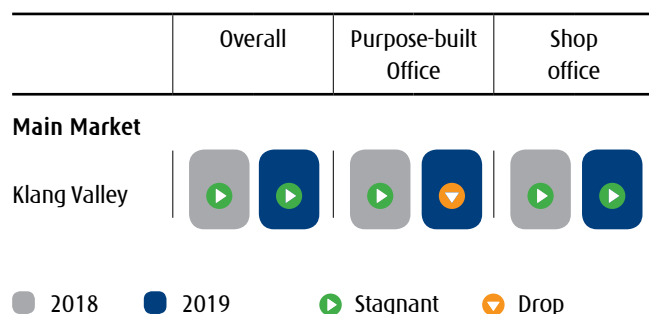 Overall
Purpose-built
Office
Shop
office
Main Market
Klang Valley
2018
2019
Stagnant
Drop